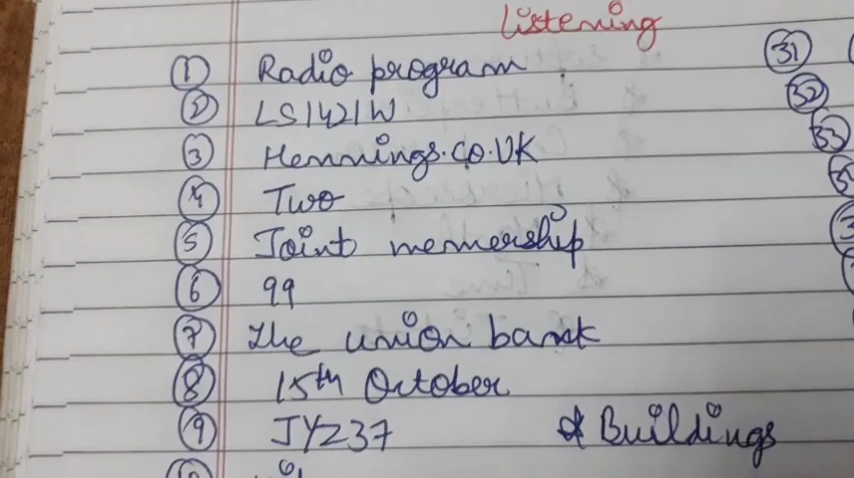 Listening
1 Radio program
2 LS1421W
3 Hennings.co.UK
4 Two
5 Joint memership
6 99
7 The union bank
8 15th October
9 JYZ37
Buildings
10
31
32
33